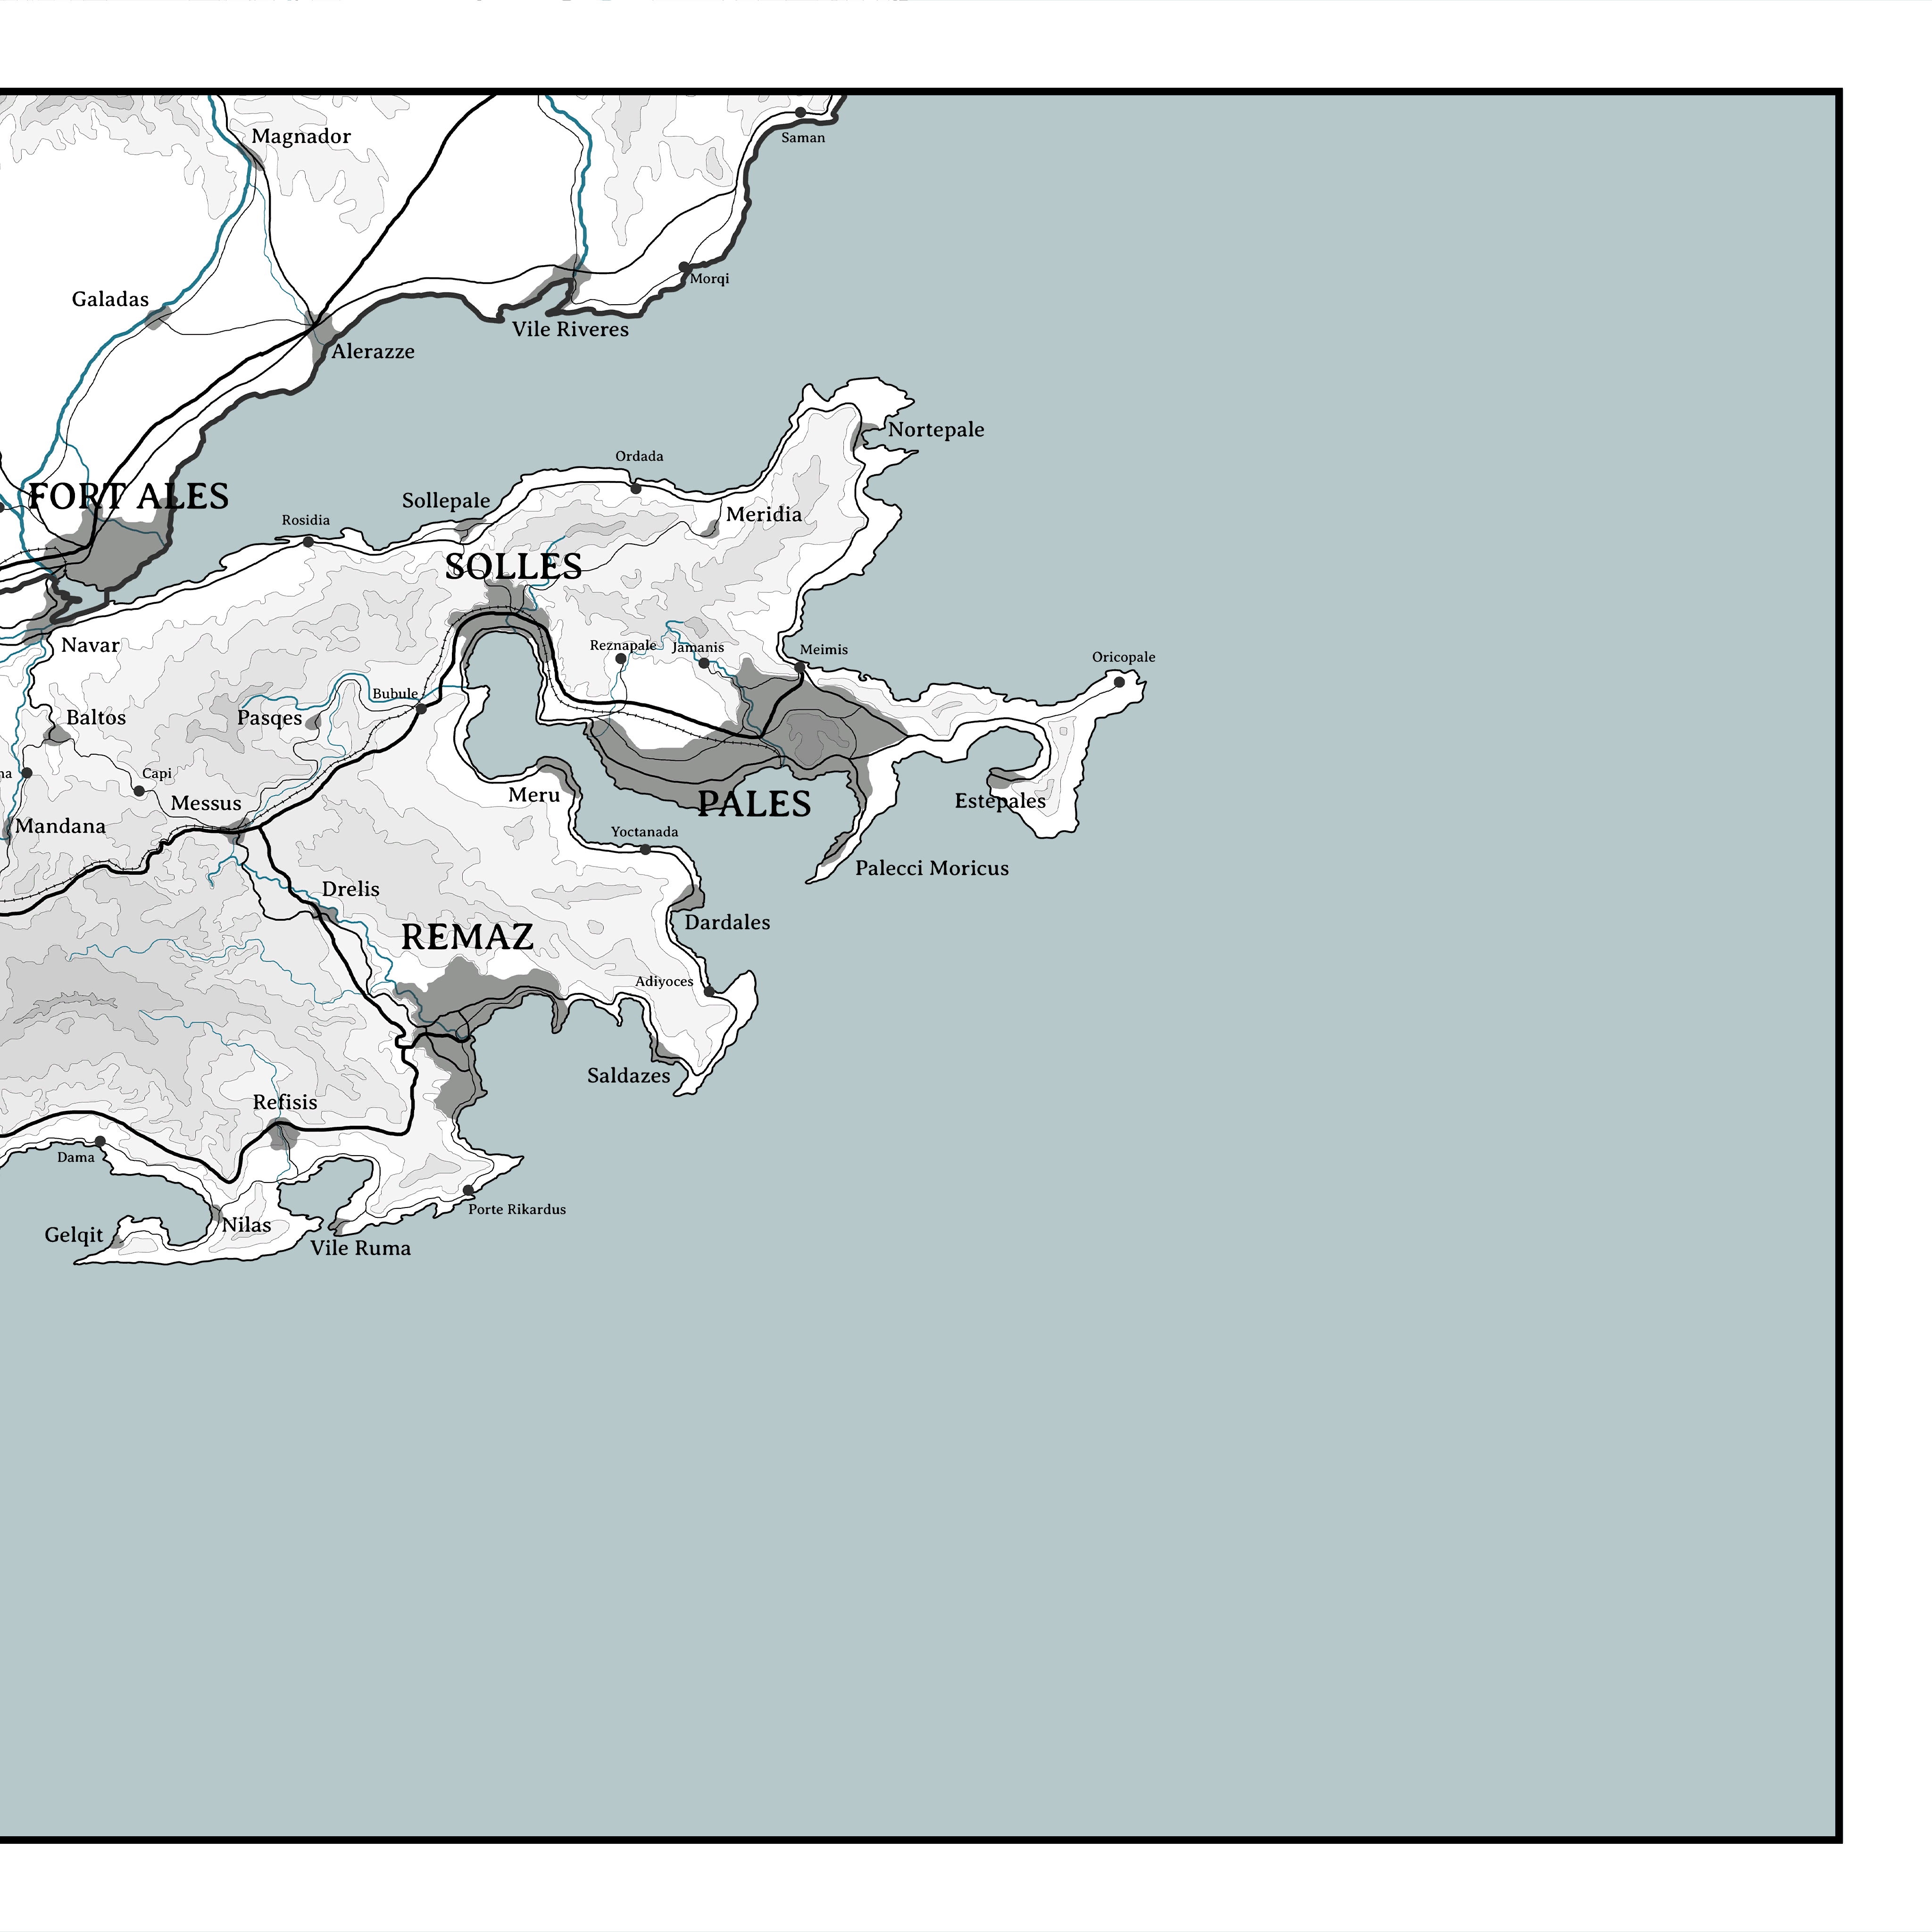 Magnador
Saman
Morqi
Galadas
Vile Riveres
Alerazze
Nortepale
Ordada
FORT ALES
Sollepale
Meridia
Rosidia
SOLLES
Navar
Reznapale
Jamanis
Meimis
Oricopale
Bubule
Baltos
Pasqes
na
Capi
Meru
Messus
PALES
Estepales
Mandana
Yoctanada
Palecci Moricus
Drelis
Dardales
REMAZ
Adiyoces
Saldazes
Refisis
Dama
Porte Rikardus
Nilas
Gelqit
Vile Ruma